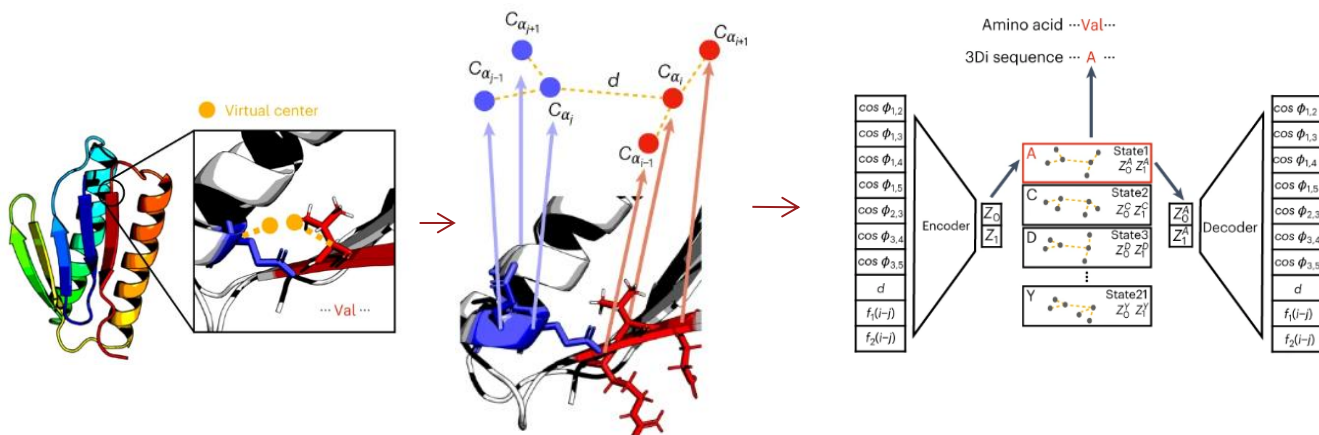 Virtual center
··· Val ···
Cαj+1
Cαj−1
Cαj
d
Cαi
Cαi+1
Cαi−1
Amino acid ···Val···
3Di sequence ··· A ···
cos ϕ1,2
cos ϕ1,3
cos ϕ1,4
cos ϕ1,5
cos ϕ2,3
cos ϕ3,4
cos ϕ3,5
d
f1(i−j)
f2(i−j)
Encoder
Z0
Z1
A State1
Z0A Z1A
C State2
Z0C Z1C
D State3
Z0D Z1D
⋮
Y State21
Z0Y Z1Y
Z0A
Z1A
Decoder
cos ϕ1,2
cos ϕ1,3
cos ϕ1,4
cos ϕ1,5
cos ϕ2,3
cos ϕ3,4
cos ϕ3,5
d
f1(i−j)
f2(i−j)